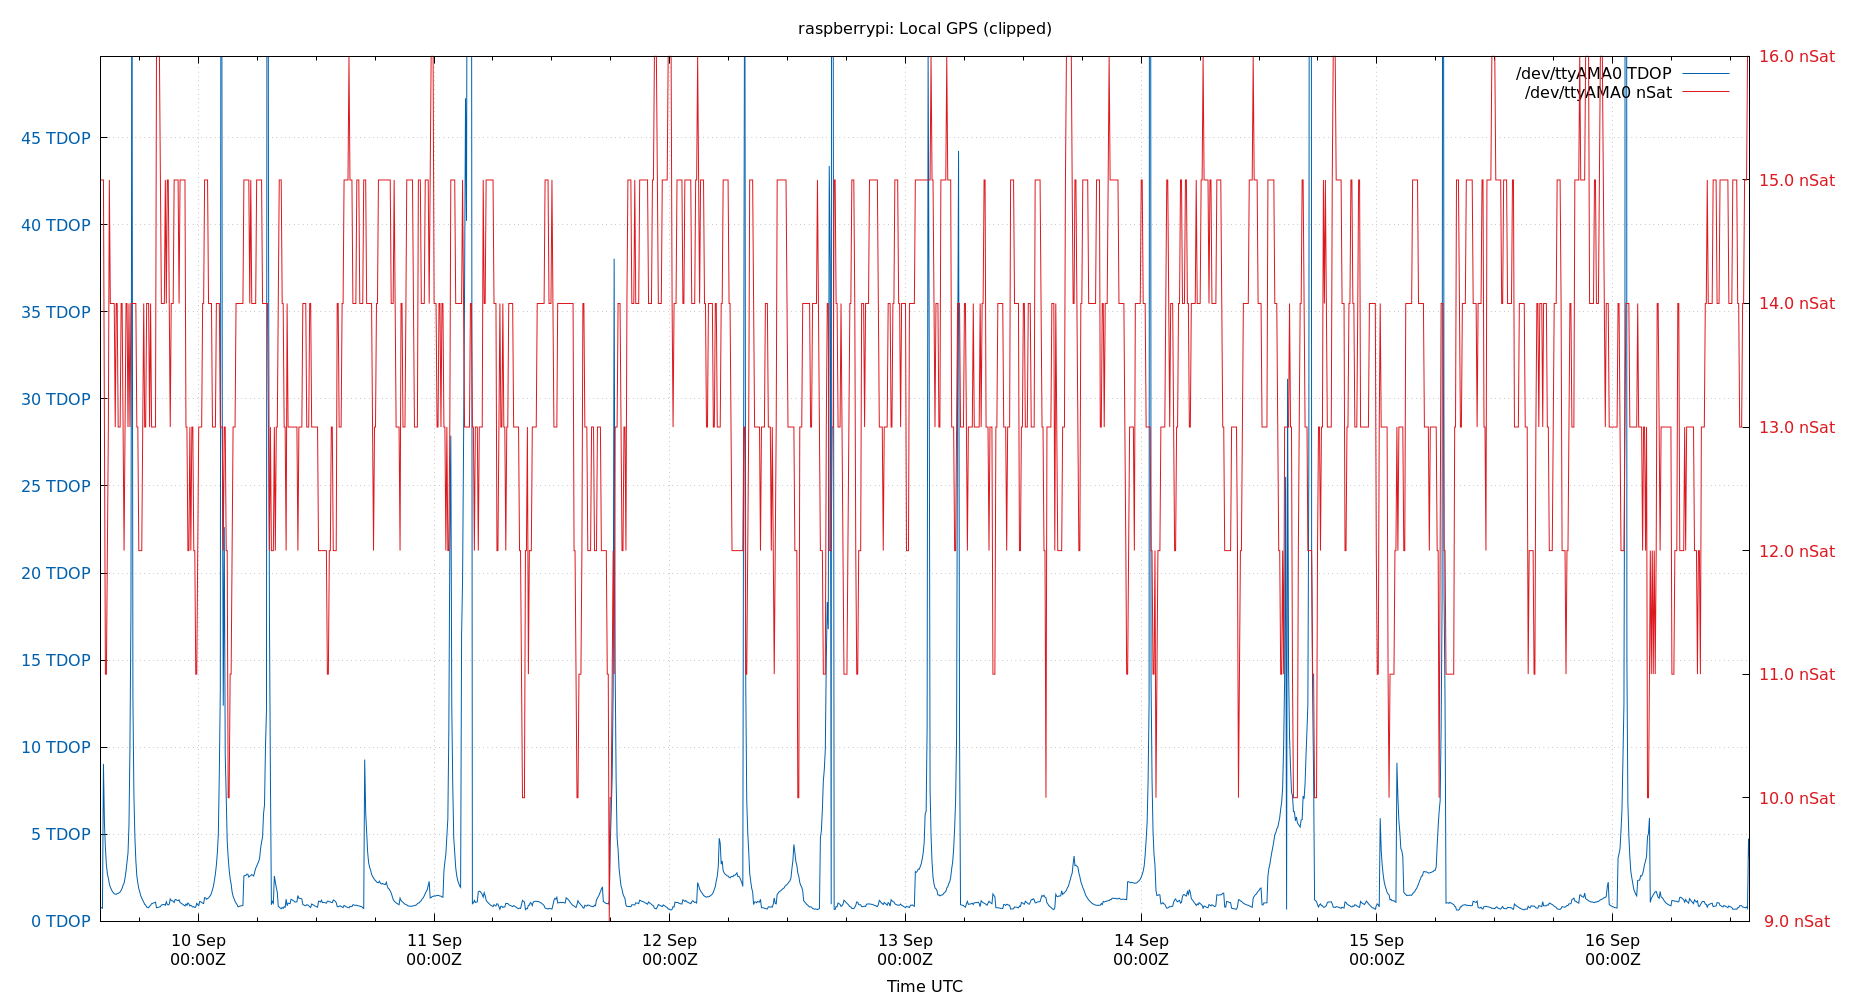 raspberrypi: Local GPS (clipped)
16.0 nSat
/dev/ttyAMA0 TDOP
/dev/ttyAMA0 nSat
45 TDOP
15.0 nSat
40 TDOP
14.0 nSat
35 TDOP
30 TDOP
13.0 nSat
25 TDOP
12.0 nSat
20 TDOP
15 TDOP
11.0 nSat
10 TDOP
10.0 nSat
5 TDOP
0 TDOP
9.0 nSat
10 Sep 11 Sep 12 Sep 13 Sep 14 Sep 15 Sep 16 Sep
00:00Z 00:00Z 00:00Z 00:00Z 00:00Z 00:00Z 00:00Z
Time UTC